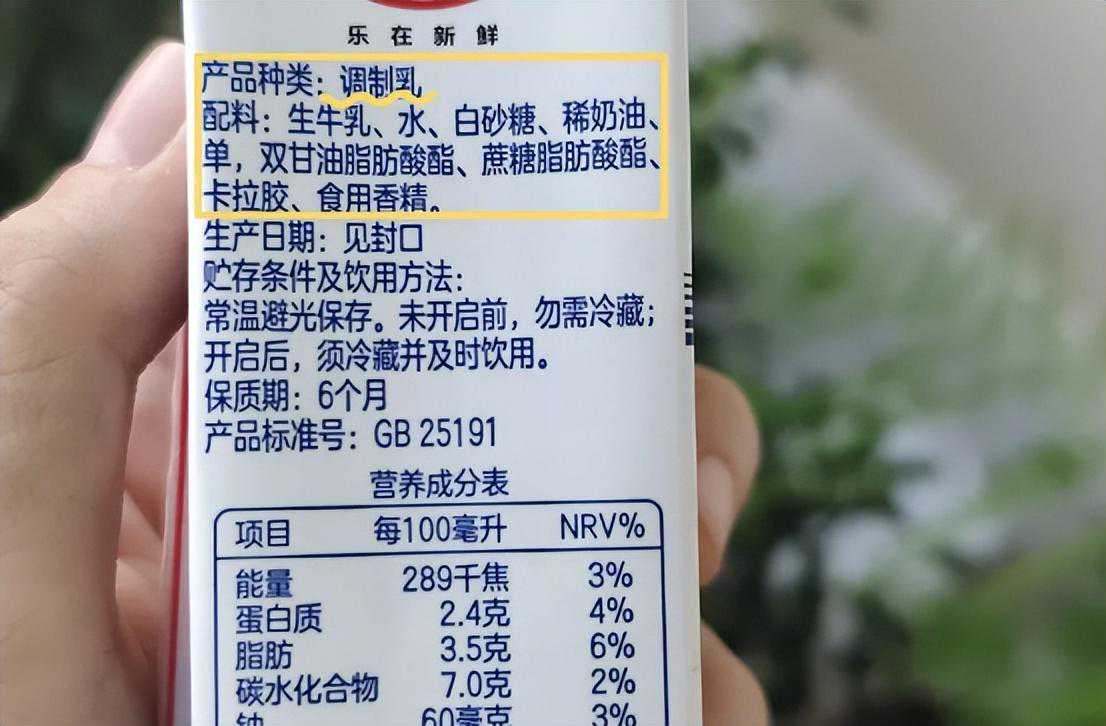 乐在新鲜
产品种类：调制乳
配料：生牛乳、水、白砂糖、稀奶油、
单，双甘油脂肪酸酯、蔗糖脂肪酸酯、
卡拉胶、食用香精。
生产日期：见封口
贮存条件及饮用方法：
常温避光保存。未开启前，勿需冷藏；
开启后，须冷藏并及时饮用。
保质期：6个月
产品标准号：GB 25191
营养成分表
项目 每100毫升 NRV%
能量 289千焦 3%
蛋白质 2.4克 4%
脂肪 3.5克 6%
碳水化合物 7.0克 2%
钠 60毫克 3%